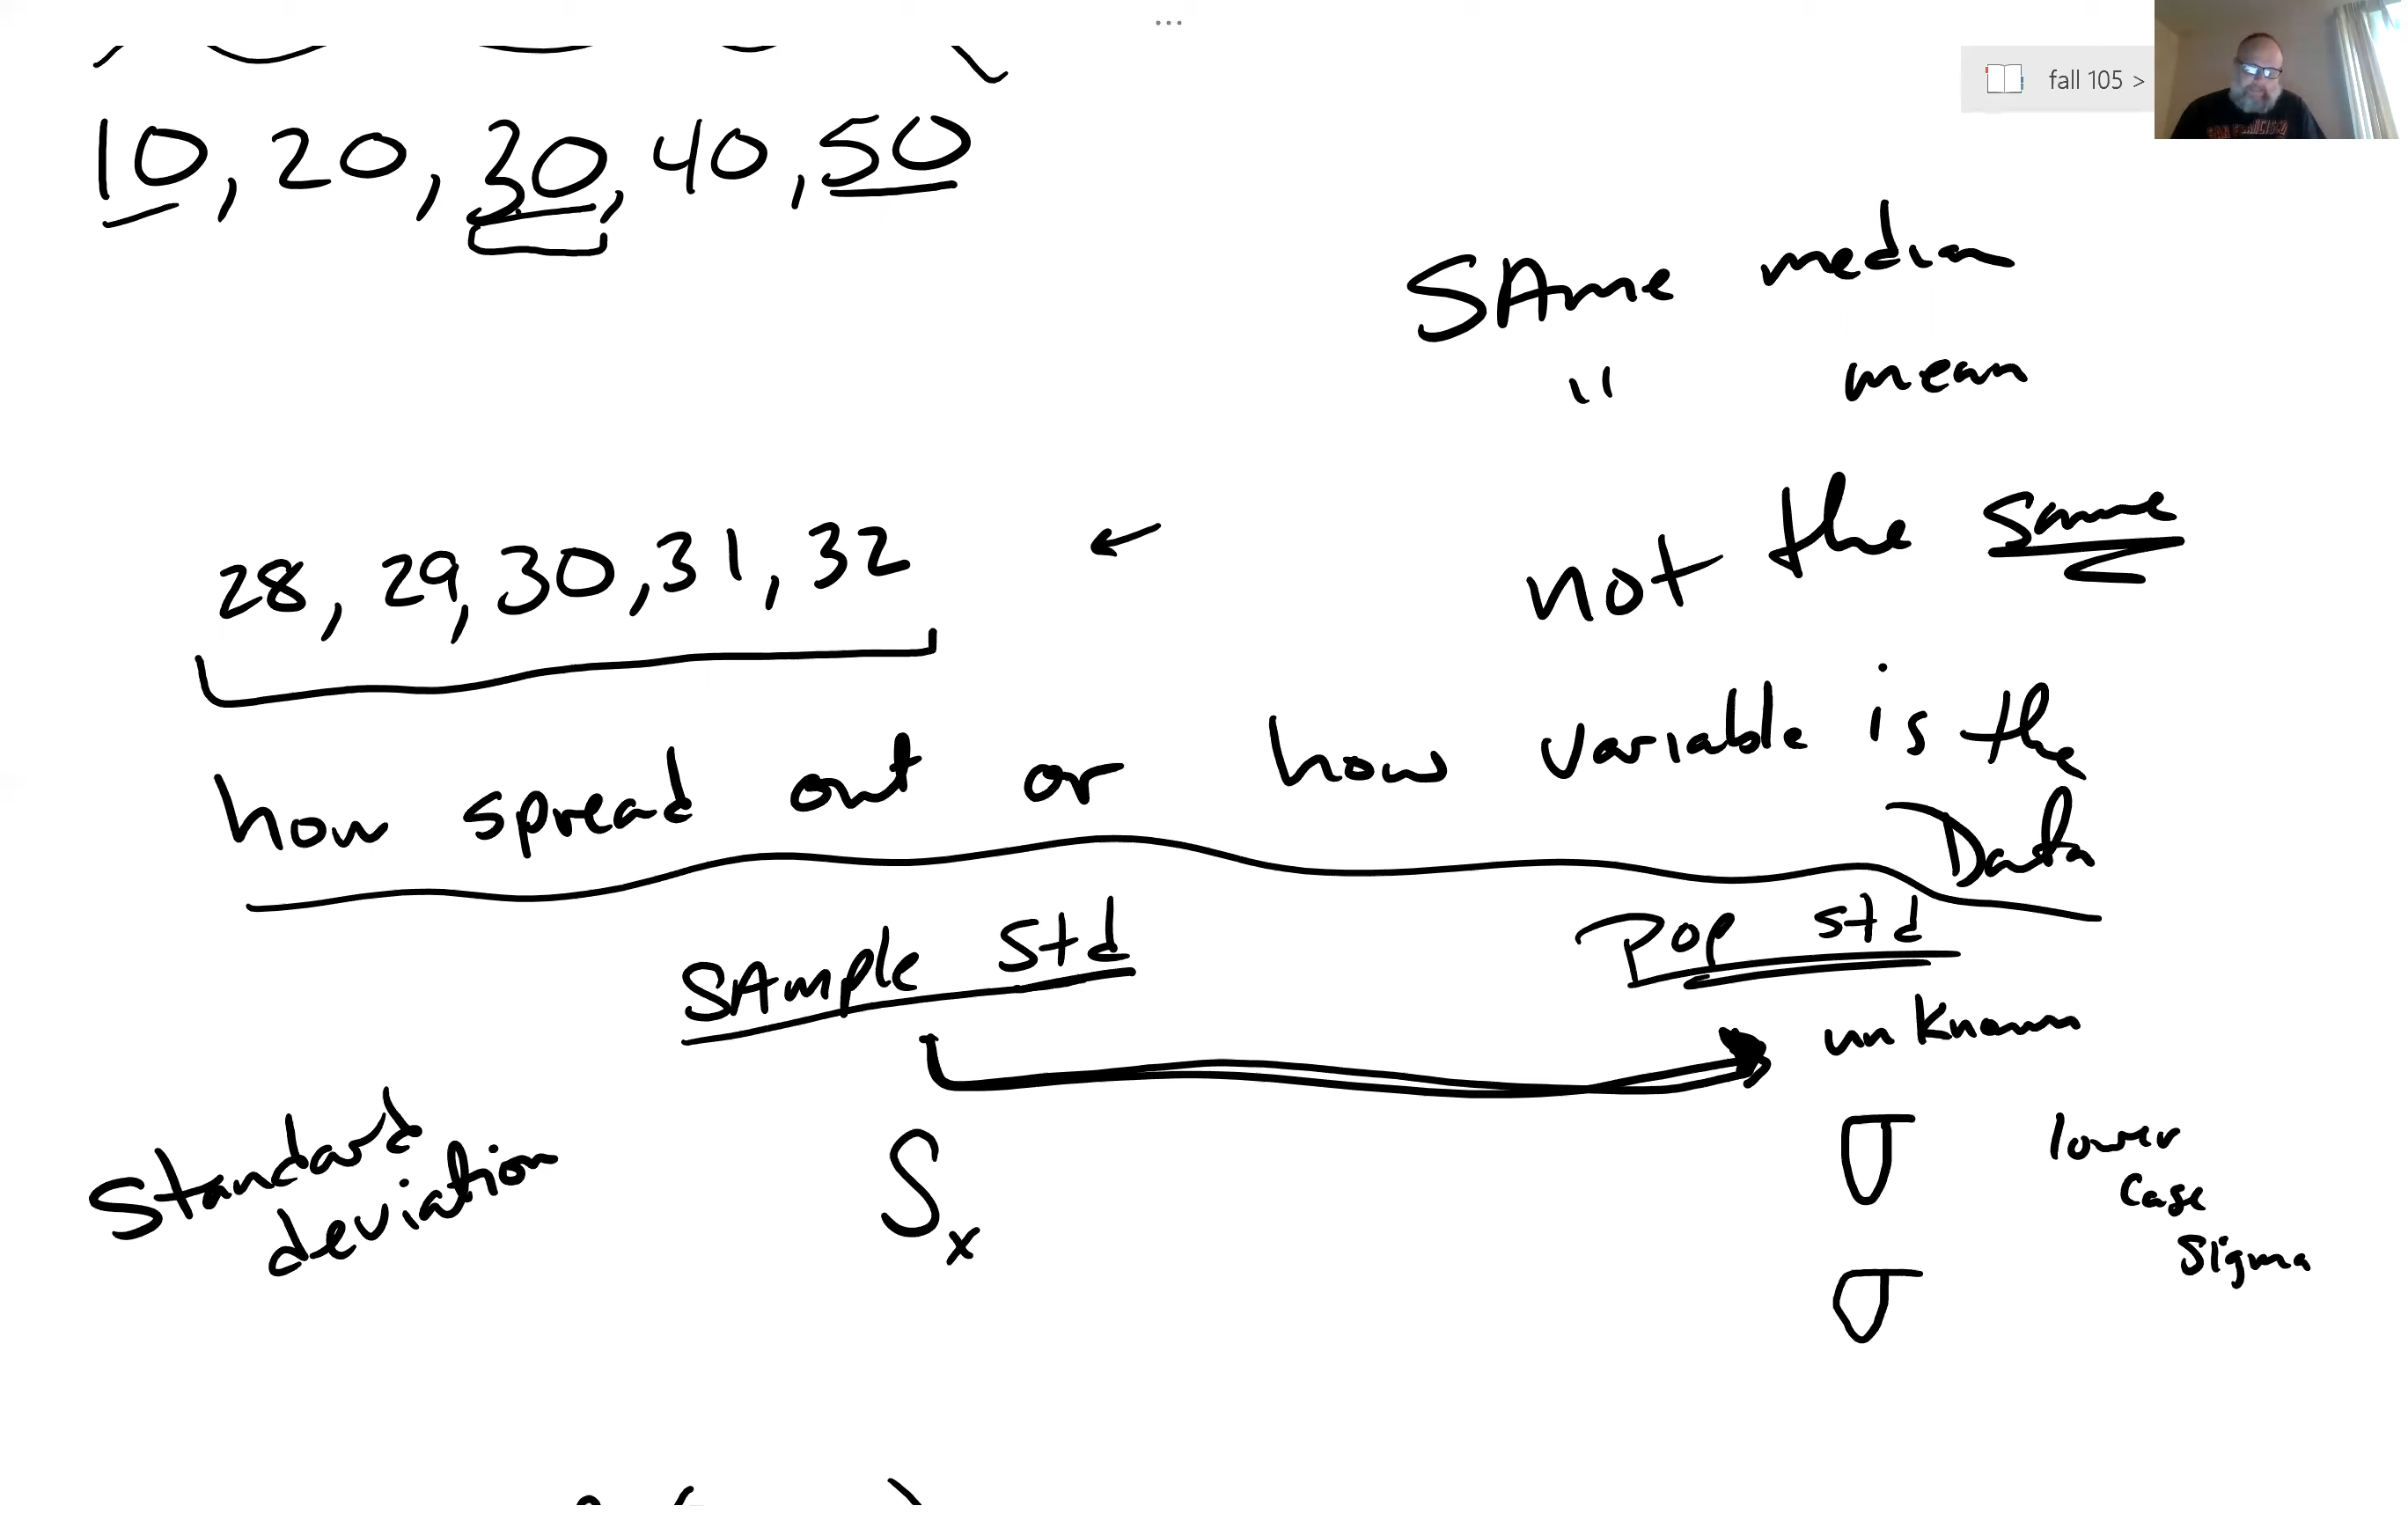 fall 105 >
10, 20, 30, 40, 50
SAme median
" mean
28, 29, 30, 31, 32 ←
not the same
how spread out or how variable is the
Data
SAmple Std
Pop std
unknown
Standard
deviation
Sx
σ
lower
Case
Sigma
σ